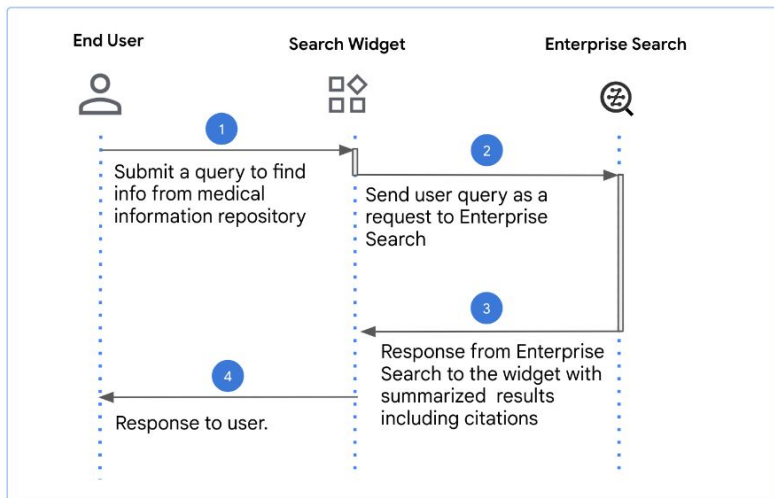 End User
Search Widget
Enterprise Search
1
Submit a query to find
info from medical
information repository
2
Send user query as a
request to Enterprise
Search
3
Response from Enterprise
Search to the widget with
summarized results
including citations
4
Response to user.